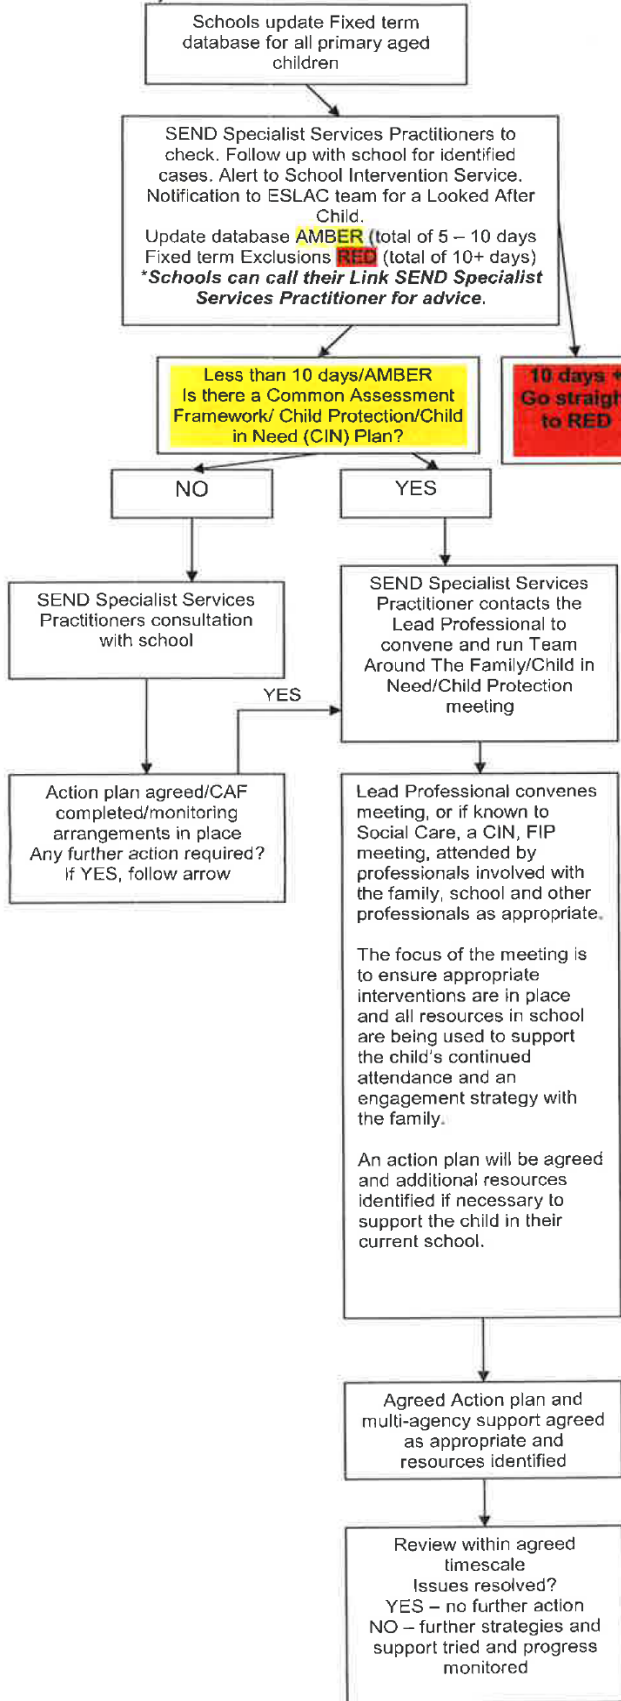 Schools update Fixed term
database for all primary aged
children
SEND Specialist Services Practitioners to
check. Follow up with school for identified
cases. Alert to School Intervention Service.
Notification to ESLAC team for a Looked After
Child.
Update database AMBER (total of 5 – 10 days
Fixed term Exclusions RED (total of 10+ days)
*Schools can call their Link SEND Specialist
Services Practitioner for advice.
Less than 10 days/AMBER
Is there a Common Assessment
Framework/ Child Protection/Child
in Need (CIN) Plan?
10 days +
Go straigh
to RED
NO
YES
SEND Specialist Services
Practitioners consultation
with school
SEND Specialist Services
Practitioner contacts the
Lead Professional to
convene and run Team
Around The Family/Child in
Need/Child Protection
meeting
YES
Action plan agreed/CAF
completed/monitoring
arrangements in place
Any further action required?
If YES, follow arrow
Lead Professional convenes
meeting, or if known to
Social Care, a CIN, FIP
meeting, attended by
professionals involved with
the family, school and other
professionals as appropriate.
The focus of the meeting is
to ensure appropriate
interventions are in place
and all resources in school
are being used to support
the child's continued
attendance and an
engagement strategy with
the family.
An action plan will be agreed
and additional resources
identified if necessary to
support the child in their
current school.
Agreed Action plan and
multi-agency support agreed
as appropriate and
resources identified
Review within agreed
timescale
Issues resolved?
YES – no further action
NO – further strategies and
support tried and progress
monitored